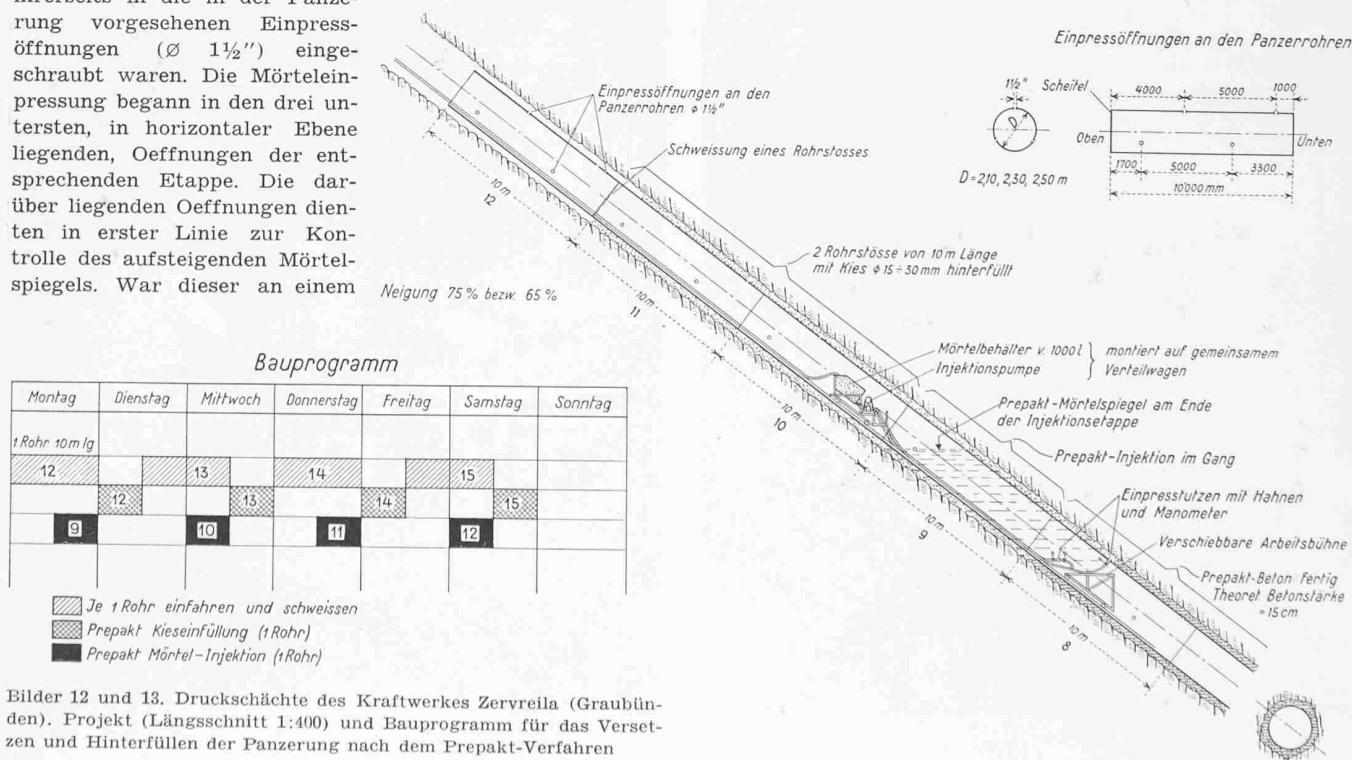 rung vorgesehenen Einpress-
öffnungen (Ø 1½″) einge-
schraubt waren. Die Mörtelein-
pressung begann in den drei un-
tersten, in horizontaler Ebene
liegenden, Oeffnungen der ent-
sprechenden Etappe. Die dar-
über liegenden Oeffnungen dien-
ten in erster Linie zur Kon-
trolle des aufsteigenden Mörtel-
spiegels. War dieser an einem
Einpressöffnungen an den Panzerrohren
1½″ Scheitel 4000 5000 1000
D
Oben Unten
1700 5000 3300
D=2,10, 2,30, 2,50 m
10'000 mm
Einpressöffnungen an den
Panzerrohren ϕ 1½″
Schweissung eines Rohrstosses
2 Rohrstösse von 10 m Länge
mit Kies ϕ 15÷30 mm hinterfüllt
Neigung 75 % bezw. 65 %
Mörtelbehälter v. 1000 l } montiert auf gemeinsamem
Injektionspumpe Verteilwagen
Prepakt-Mörtelspiegel am Ende
der Injektionsetappe
Prepakt-Injektion im Gang
Einpresstutzen mit Hahnen
und Manometer
Verschiebbare Arbeitsbühne
Prepakt-Beton fertig
Theoret Betonstärke
= 15 cm
10 m
12
10 m
11
10 m
10
10 m
9
10 m
8
Bauprogramm
Montag Dienstag Mittwoch Donnerstag Freitag Samstag Sonntag
1 Rohr 10 m lg
12 13 14 15
12 13 14 15
9 10 11 12
Je 1 Rohr einfahren und schweissen
Prepakt Kieseinfüllung (1 Rohr)
Prepakt Mörtel-Injektion (1 Rohr)
Bilder 12 und 13. Druckschächte des Kraftwerkes Zervreila (Graubün-
den). Projekt (Längsschnitt 1:400) und Bauprogramm für das Verset-
zen und Hinterfüllen der Panzerung nach dem Prepakt-Verfahren